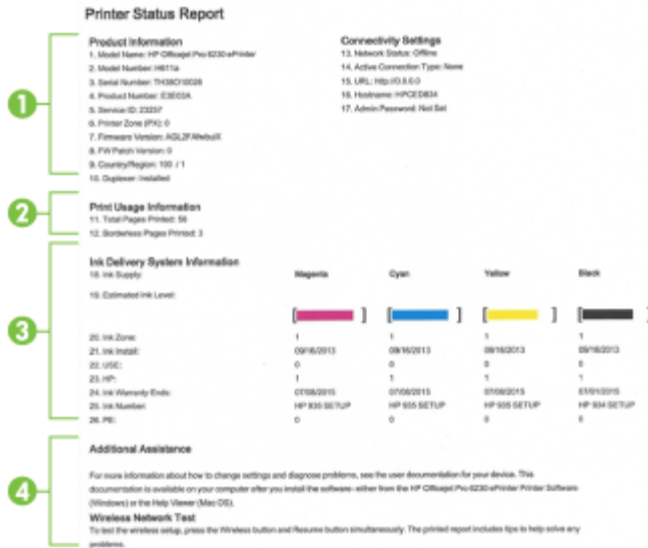 Printer Status Report
1
Product Information
1. Model Name: HP Officejet Pro 6230 ePrinter
2. Model Number: H611a
3. Serial Number: TH38O10026
4. Product Number: E3E03A
5. Service ID: 23237
6. Printer Zone (PX): 0
7. Firmware Version:
8. FW Patch Version: 0
9. Country/Region: 100 / 1
10. Duplexer: Installed
Connectivity Settings
13. Network Status: Offline
14. Active Connection Type: None
15. URL: http://0.0.0.0
16. Hostname: HPCED834
17. Admin Password: Not Set
2
Print Usage Information
11. Total Pages Printed: 56
12. Borderless Pages Printed: 3
3
Ink Delivery System Information
18. Ink Supply: Magenta Cyan Yellow Black
19. Estimated Ink Level:
[ ] [ ] [ ] [ ]
20. Ink Zone: 1 1 1 1
21. Ink Install: 09/16/2013 09/16/2013 09/16/2013 09/16/2013
22. USE: 0 0 0 0
23. HP: 1 1 1 1
24. Ink Warranty Ends: 07/08/2015 07/08/2015 07/08/2015 07/01/2015
25. Ink Number: HP 935 SETUP HP 935 SETUP HP 935 SETUP HP 934 SETUP
26. PE: 0 0 0 0
4
Additional Assistance
For more information about how to change settings and diagnose problems, see the user documentation for your device. This
documentation is available on your computer after you install the software- either from the HP Officejet Pro 6230 ePrinter Printer Software
(Windows) or the Help Viewer (Mac OS).
Wireless Network Test
To test the wireless setup, press the Wireless button and Resume button simultaneously. The printed report includes tips to help solve any
problems.